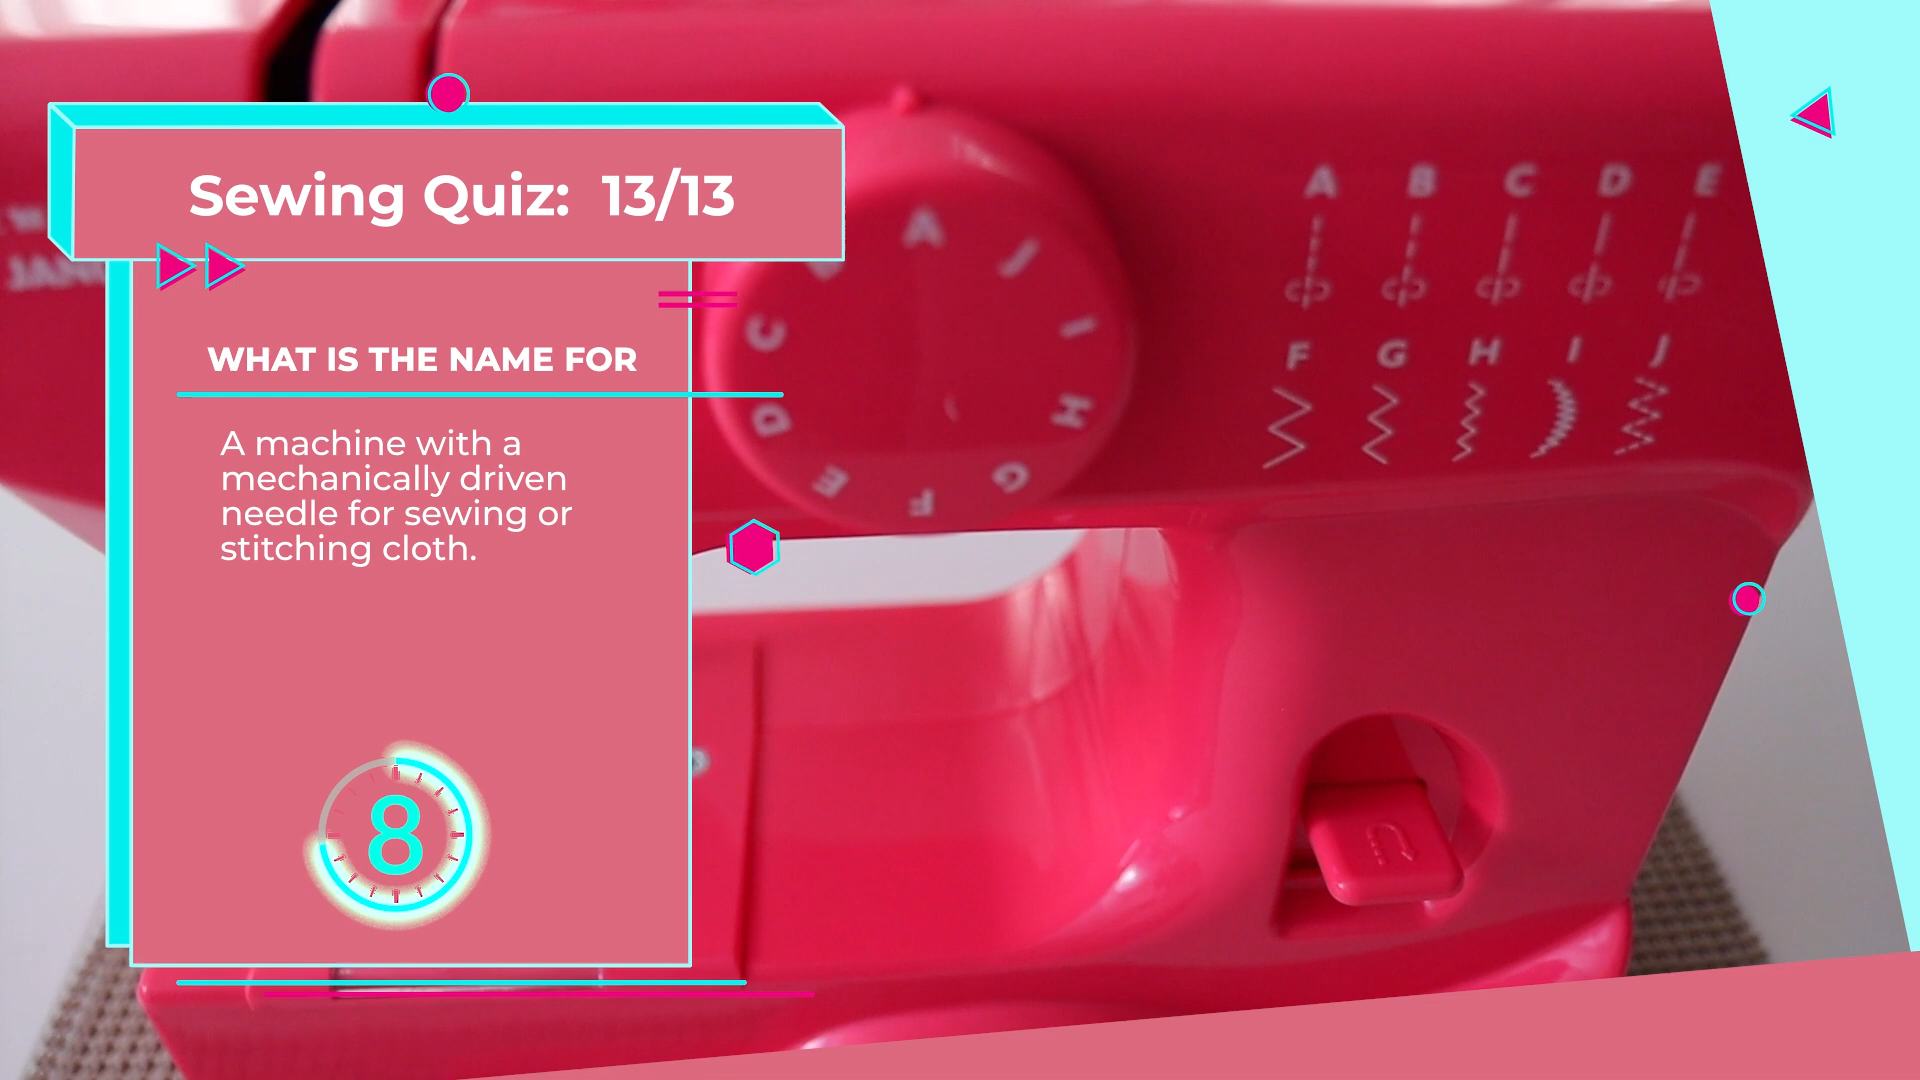 Sewing Quiz: 13/13
WHAT IS THE NAME FOR
A machine with a
mechanically driven
needle for sewing or
stitching cloth.
8
A J I H G F E D C
A B C D E
F G H I J